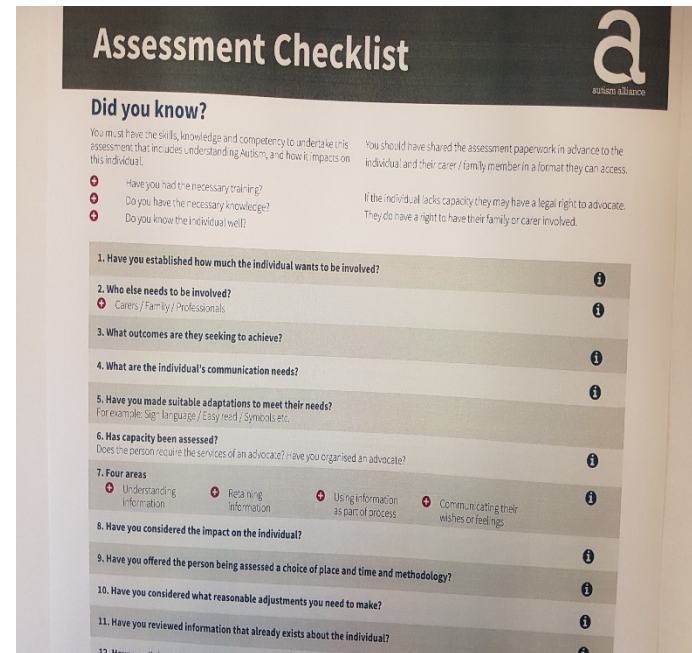 Assessment Checklist
a
autism alliance
Did you know?
You must have the skills, knowledge and competency to undertake this
assessment that includes understanding Autism, and how it impacts on
this individual.
Have you had the necessary training?
Do you have the necessary knowledge?
Do you know the individual well?
You should have shared the assessment paperwork in advance to the
individual and their carer / family member in a format they can access.
If the individual lacks capacity they may have a legal right to advocate.
They do have a right to have their family or carer involved.
1. Have you established how much the individual wants to be involved?
2. Who else needs to be involved?
Carers / Family / Professionals
3. What outcomes are they seeking to achieve?
4. What are the individual's communication needs?
5. Have you made suitable adaptations to meet their needs?
For example: Sign language / Easy read / Symbols etc.
6. Has capacity been assessed?
Does the person require the services of an advocate? Have you organised an advocate?
7. Four areas
Understanding
information
Retaining
information
Using information
as part of process
Communicating their
wishes or feelings
8. Have you considered the impact on the individual?
9. Have you offered the person being assessed a choice of place and time and methodology?
10. Have you considered what reasonable adjustments you need to make?
11. Have you reviewed information that already exists about the individual?